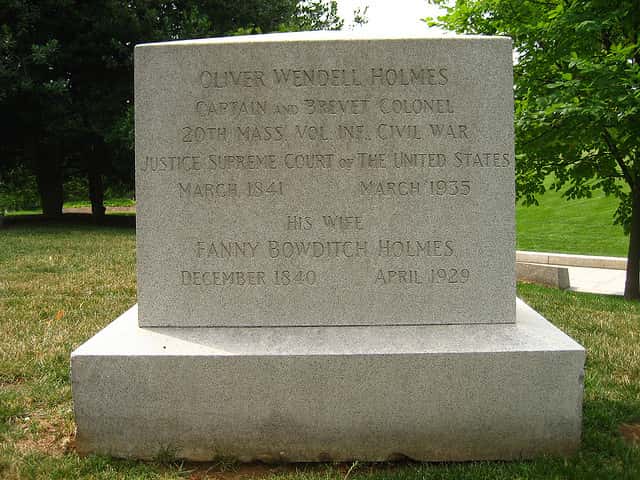 OLIVER WENDELL HOLMES
CAPTAIN AND BREVET COLONEL
20TH MASS. VOL. INF., CIVIL WAR
JUSTICE SUPREME COURT OF THE UNITED STATES
MARCH 1841 MARCH 1935
HIS WIFE
FANNY BOWDITCH HOLMES
DECEMBER 1840 APRIL 1929